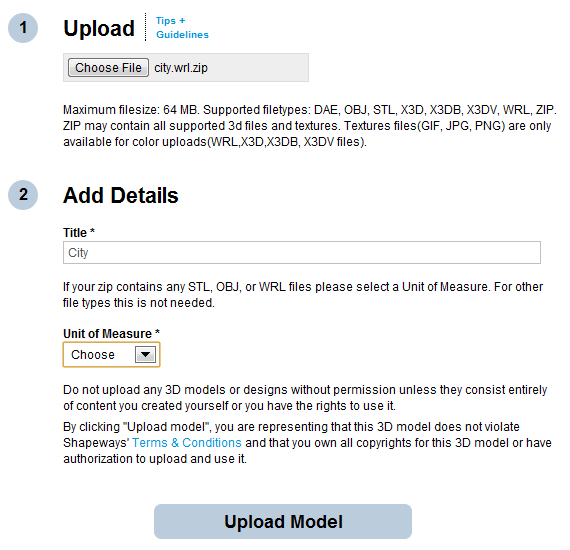 1
Upload
Tips +
Guidelines
Choose File city.wrl.zip
Maximum filesize: 64 MB. Supported filetypes: DAE, OBJ, STL, X3D, X3DB, X3DV, WRL, ZIP.
ZIP may contain all supported 3d files and textures. Textures files(GIF, JPG, PNG) are only
available for color uploads(WRL,X3D,X3DB, X3DV files).
2
Add Details
Title *
City
If your zip contains any STL, OBJ, or WRL files please select a Unit of Measure. For other
file types this is not needed.
Unit of Measure *
Choose
Do not upload any 3D models or designs without permission unless they consist entirely
of content you created yourself or you have the rights to use it.
By clicking "Upload model", you are representing that this 3D model does not violate
Shapeways' Terms & Conditions and that you own all copyrights for this 3D model or have
authorization to upload and use it.
Upload Model